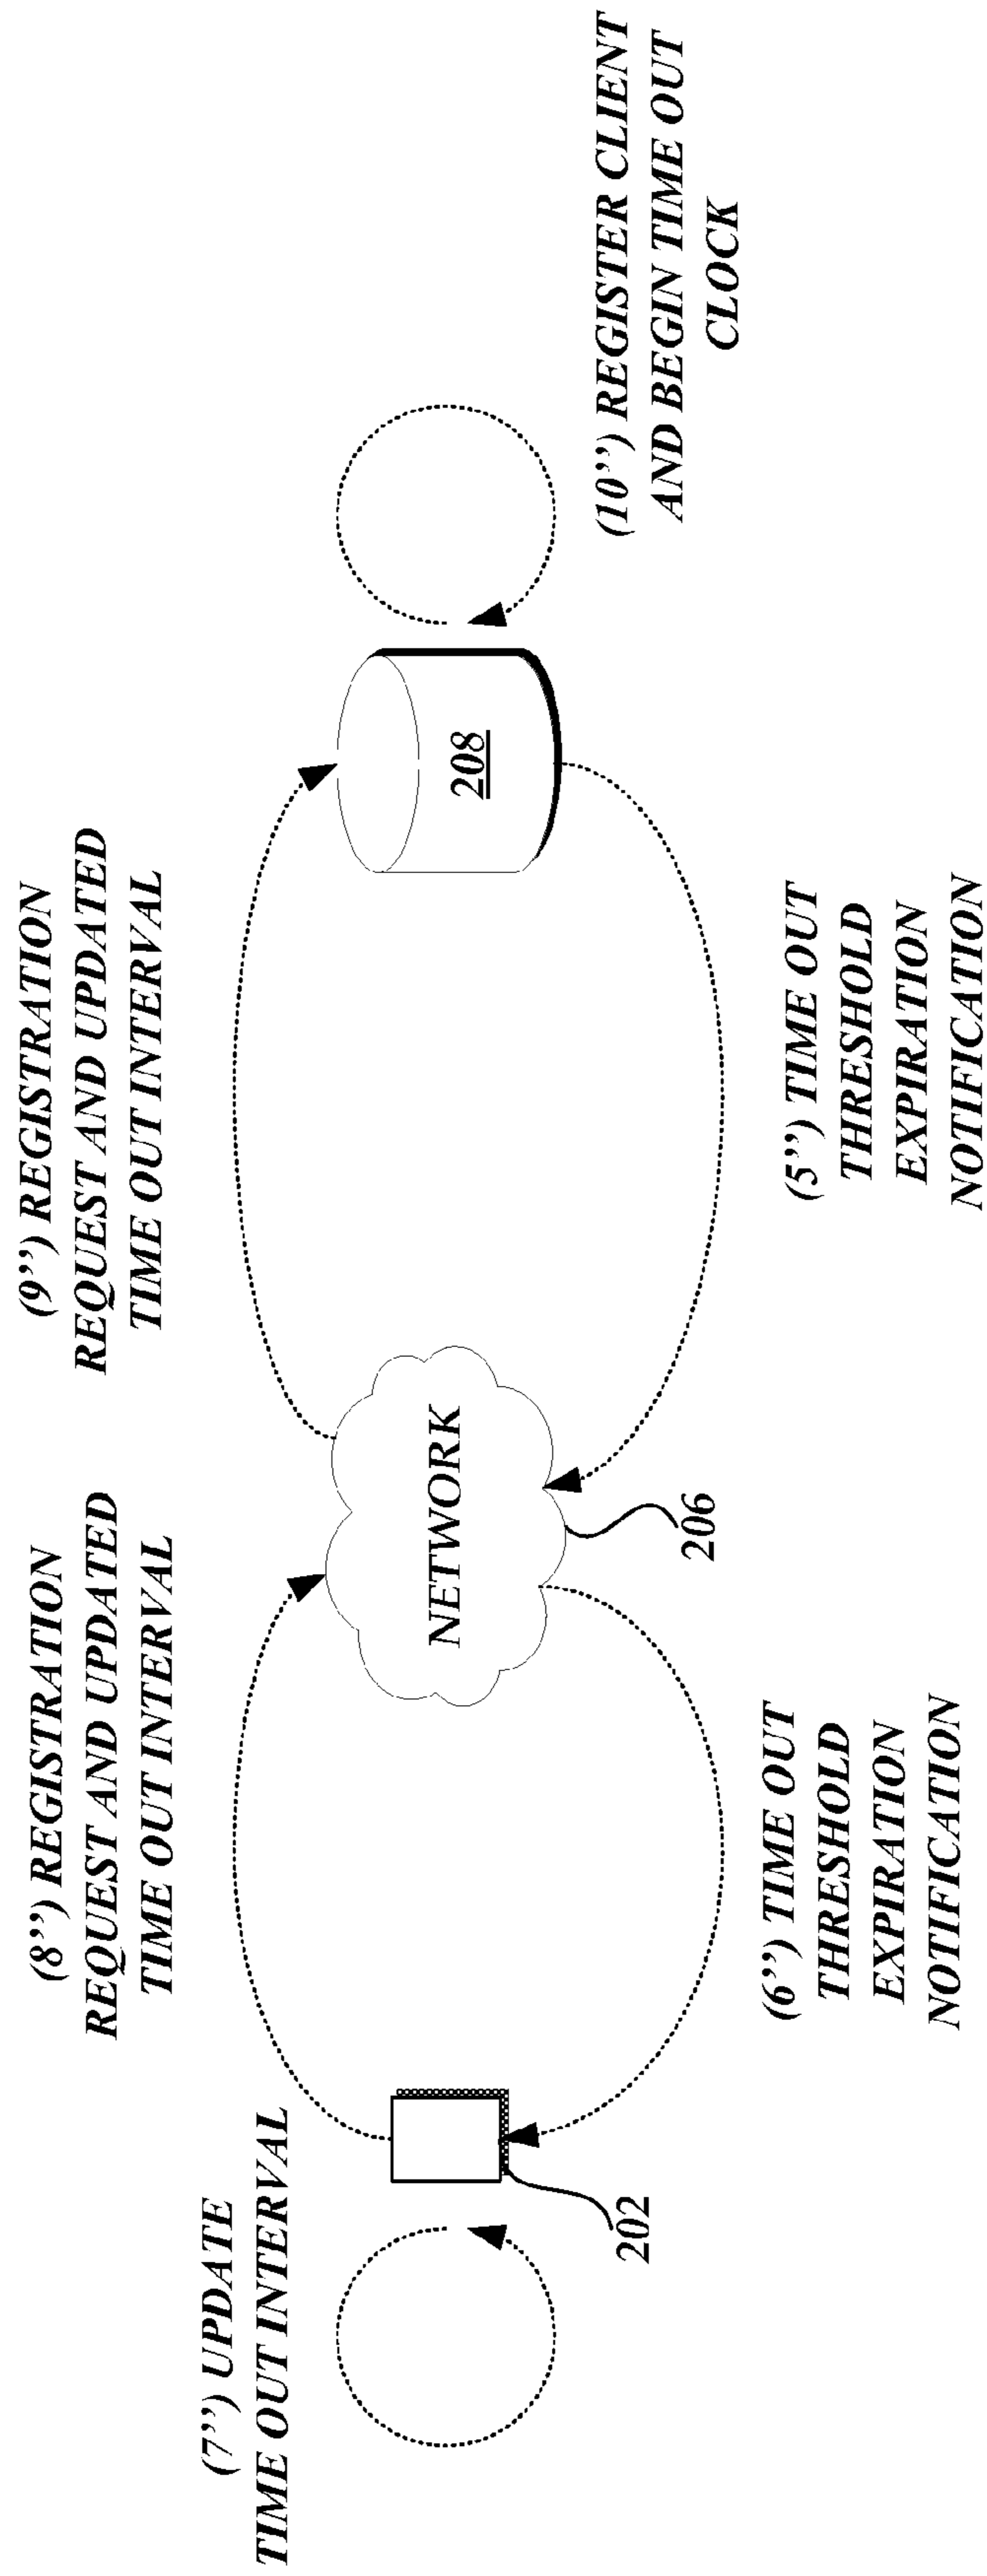 (7’’) UPDATE
TIME OUT INTERVAL
(8’’) REGISTRATION
REQUEST AND UPDATED
TIME OUT INTERVAL
(9’’) REGISTRATION
REQUEST AND UPDATED
TIME OUT INTERVAL
NETWORK
208
202
206
(6’’) TIME OUT
THRESHOLD
EXPIRATION
NOTIFICATION
(5’’) TIME OUT
THRESHOLD
EXPIRATION
NOTIFICATION
(10’’) REGISTER CLIENT
AND BEGIN TIME OUT
CLOCK